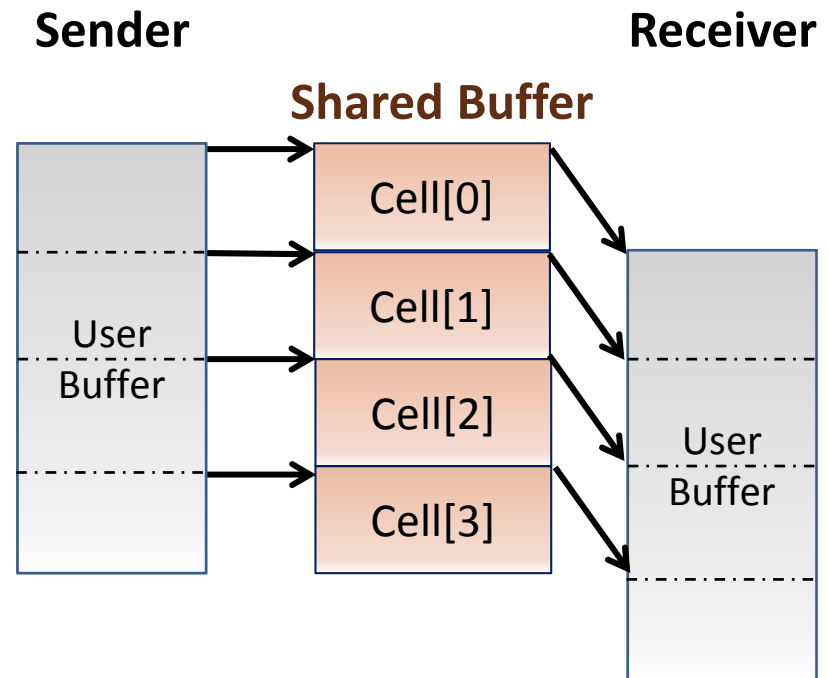 Sender
Receiver
Shared Buffer
Cell[0]
Cell[1]
User
Buffer
Cell[2]
User
Buffer
Cell[3]